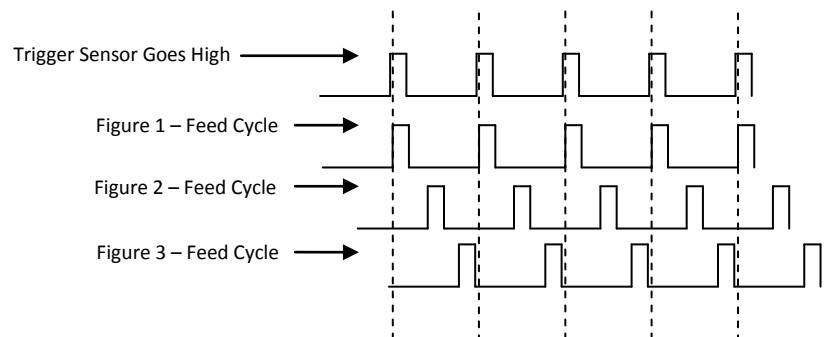 Trigger Sensor Goes High
Figure 1 – Feed Cycle
Figure 2 – Feed Cycle
Figure 3 – Feed Cycle